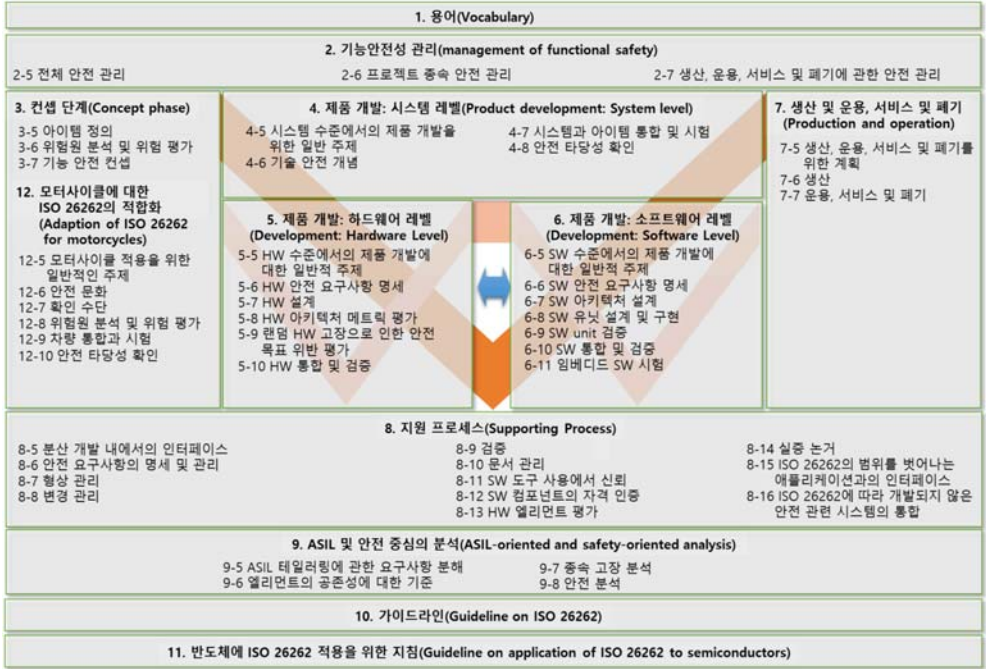 1. 용어(Vocabulary)
2. 기능안전성 관리(management of functional safety)
2-5 전체 안전 관리
2-6 프로젝트 종속 안전 관리
2-7 생산, 운용, 서비스 및 폐기에 관한 안전 관리
3. 컨셉 단계(Concept phase)
3-5 아이템 정의
3-6 위험원 분석 및 위험 평가
3-7 기능 안전 컨셉
12. 모터사이클에 대한
ISO 26262의 적합화
(Adaption of ISO 26262
for motorcycles)
12-5 모터사이클 적용을 위한
일반적인 주제
12-6 안전 문화
12-7 확인 수단
12-8 위험원 분석 및 위험 평가
12-9 차량 통합과 시험
12-10 안전 타당성 확인
4. 제품 개발: 시스템 레벨(Product development: System level)
4-5 시스템 수준에서의 제품 개발을
위한 일반 주제
4-6 기술 안전 개념
4-7 시스템과 아이템 통합 및 시험
4-8 안전 타당성 확인
5. 제품 개발: 하드웨어 레벨
(Development: Hardware Level)
5-5 HW 수준에서의 제품 개발에
대한 일반적 주제
5-6 HW 안전 요구사항 명세
5-7 HW 설계
5-8 HW 아키텍처 메트릭 평가
5-9 랜덤 HW 고장으로 인한 안전
목표 위반 평가
5-10 HW 통합 및 검증
6. 제품 개발: 소프트웨어 레벨
(Development: Software Level)
6-5 SW 수준에서의 제품 개발에
대한 일반적 주제
6-6 SW 안전 요구사항 명세
6-7 SW 아키텍처 설계
6-8 SW 유닛 설계 및 구현
6-9 SW unit 검증
6-10 SW 통합 및 검증
6-11 임베디드 SW 시험
7. 생산 및 운용, 서비스 및 폐기
(Production and operation)
7-5 생산, 운용, 서비스 및 폐기를
위한 계획
7-6 생산
7-7 운용, 서비스 및 폐기
8. 지원 프로세스(Supporting Process)
8-5 분산 개발 내에서의 인터페이스
8-6 안전 요구사항의 명세 및 관리
8-7 형상 관리
8-8 변경 관리
8-9 검증
8-10 문서 관리
8-11 SW 도구 사용에서 신뢰
8-12 SW 컴포넌트의 자격 인증
8-13 HW 엘리먼트 평가
8-14 실증 논거
8-15 ISO 26262의 범위를 벗어나는
애플리케이션과의 인터페이스
8-16 ISO 26262에 따라 개발되지 않은
안전 관련 시스템의 통합
9. ASIL 및 안전 중심의 분석(ASIL-oriented and safety-oriented analysis)
9-5 ASIL 테일러링에 관한 요구사항 분해
9-6 엘리먼트의 공존성에 대한 기준
9-7 종속 고장 분석
9-8 안전 분석
10. 가이드라인(Guideline on ISO 26262)
11. 반도체에 ISO 26262 적용을 위한 지침(Guideline on application of ISO 26262 to semiconductors)